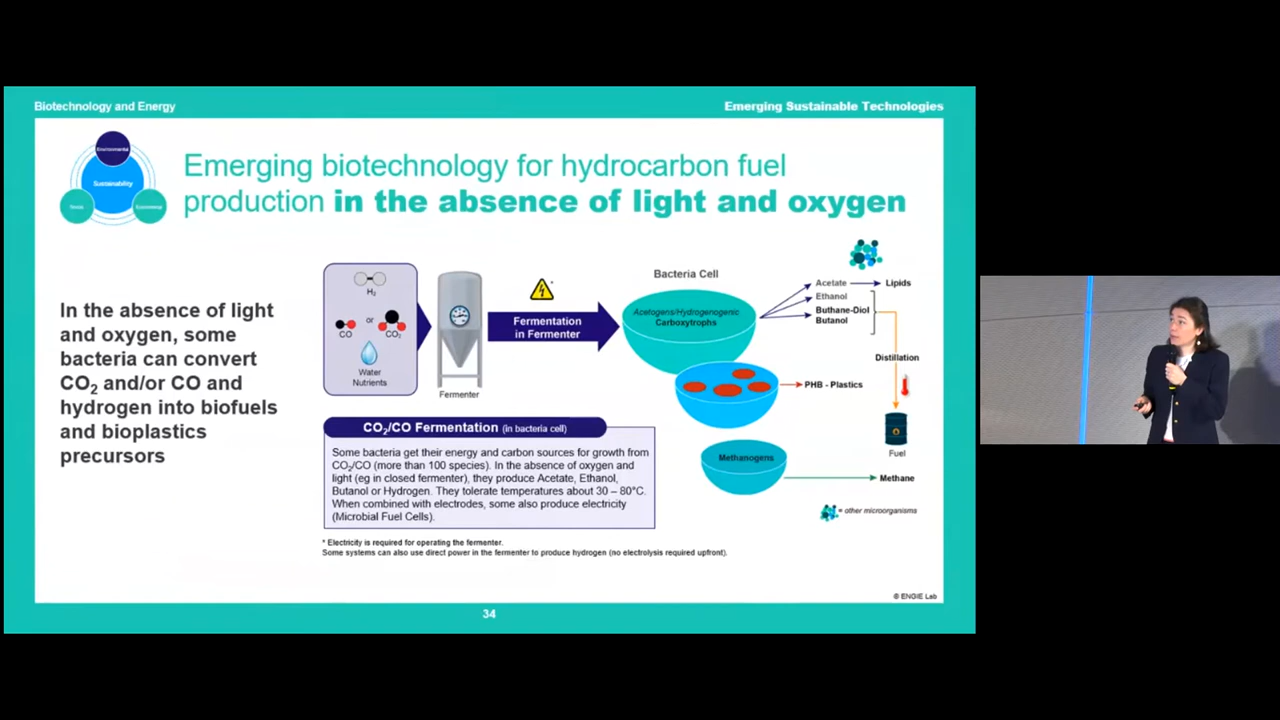 Biotechnology and Energy
Emerging Sustainable Technologies
Environmental
Sustainability
Emerging biotechnology for hydrocarbon fuel
production in the absence of light and oxygen
In the absence of light
and oxygen, some
bacteria can convert
CO2 and/or CO and
hydrogen into biofuels
and bioplastics
precursors
H2
or
CO
CO2
Water
Nutrients
Fermenter
*
Fermentation
in Fermenter
Bacteria Cell
Acetogens/Hydrogenogenic
Carboxytrophs
Acetate
Lipids
Ethanol
Buthane-Diol
Butanol
Distillation
PHB - Plastics
Fuel
Methanogens
Methane
= other microorganisms
CO2/CO Fermentation (in bacteria cell)
Some bacteria get their energy and carbon sources for growth from
CO2/CO (more than 100 species). In the absence of oxygen and
light (eg in closed fermenter), they produce Acetate, Ethanol,
Butanol or Hydrogen. They tolerate temperatures about 30 – 80°C.
When combined with electrodes, some also produce electricity
(Microbial Fuel Cells).
* Electricity is required for operating the fermenter.
Some systems can also use direct power in the fermenter to produce hydrogen (no electrolysis required upfront).
© ENGIE Lab
34